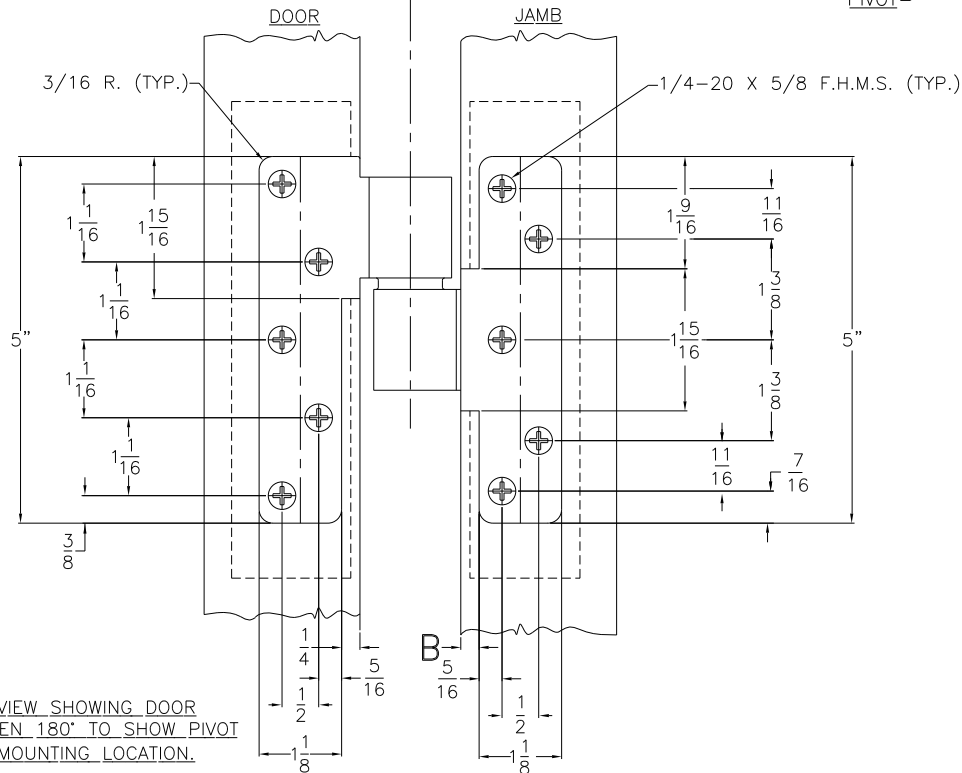 PIVOT
DOOR
JAMB
3/16 R. (TYP.)
1/4-20 X 5/8 F.H.M.S. (TYP.)
1 1/16
1 15/16
1 9/16
11/16
1 1/16
1 3/8
5"
1 15/16
5"
1 1/16
1 3/8
1 1/16
11/16
7/16
3/8
1/4
5/16
B
5/16
1/2
1/2
1 1/8
1 1/8
VIEW SHOWING DOOR
EN 180° TO SHOW PIVOT
MOUNTING LOCATION.